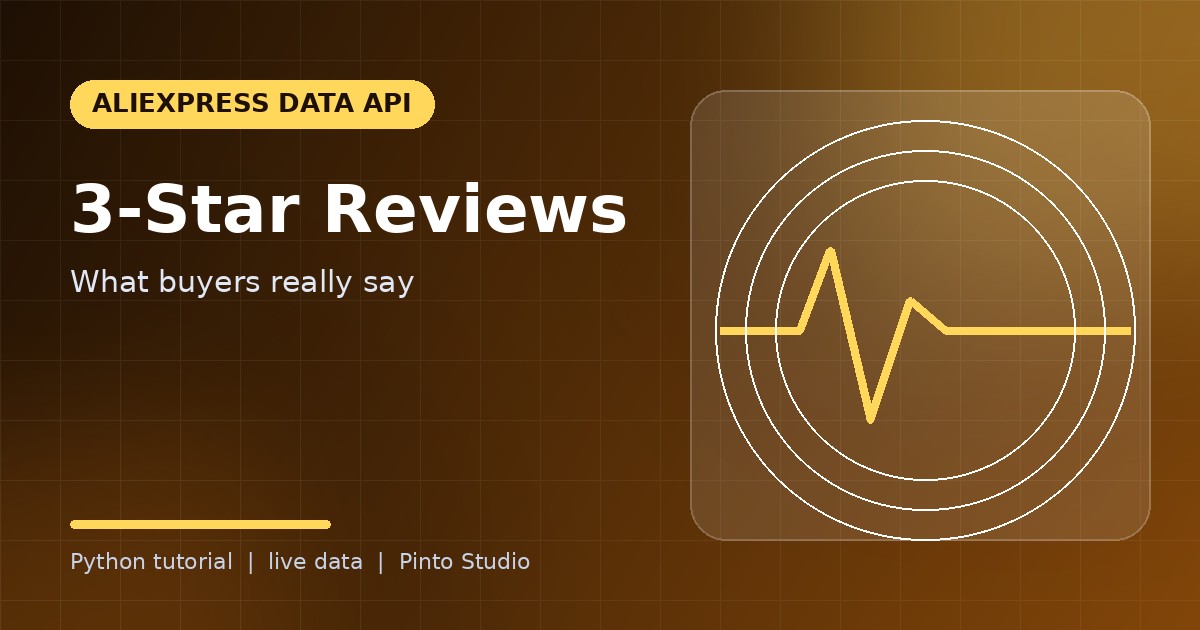 ALIEXPRESS DATA API
3-Star Reviews
What buyers really say
Python tutorial | live data | Pinto Studio